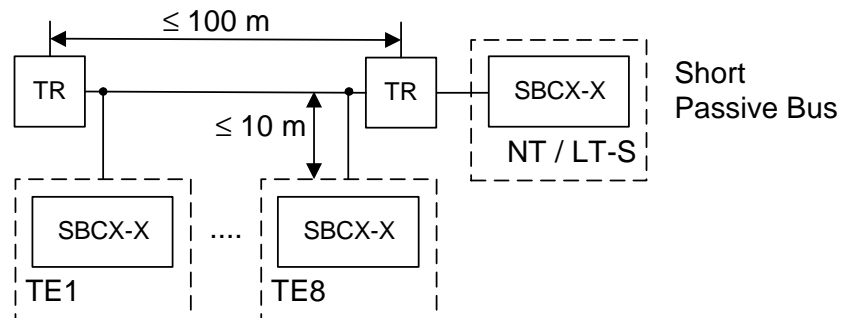 ≤ 100 m
TR
TR
SBCX-X
Short
Passive Bus
≤ 10 m
NT / LT-S
SBCX-X
....
SBCX-X
TE1
TE8